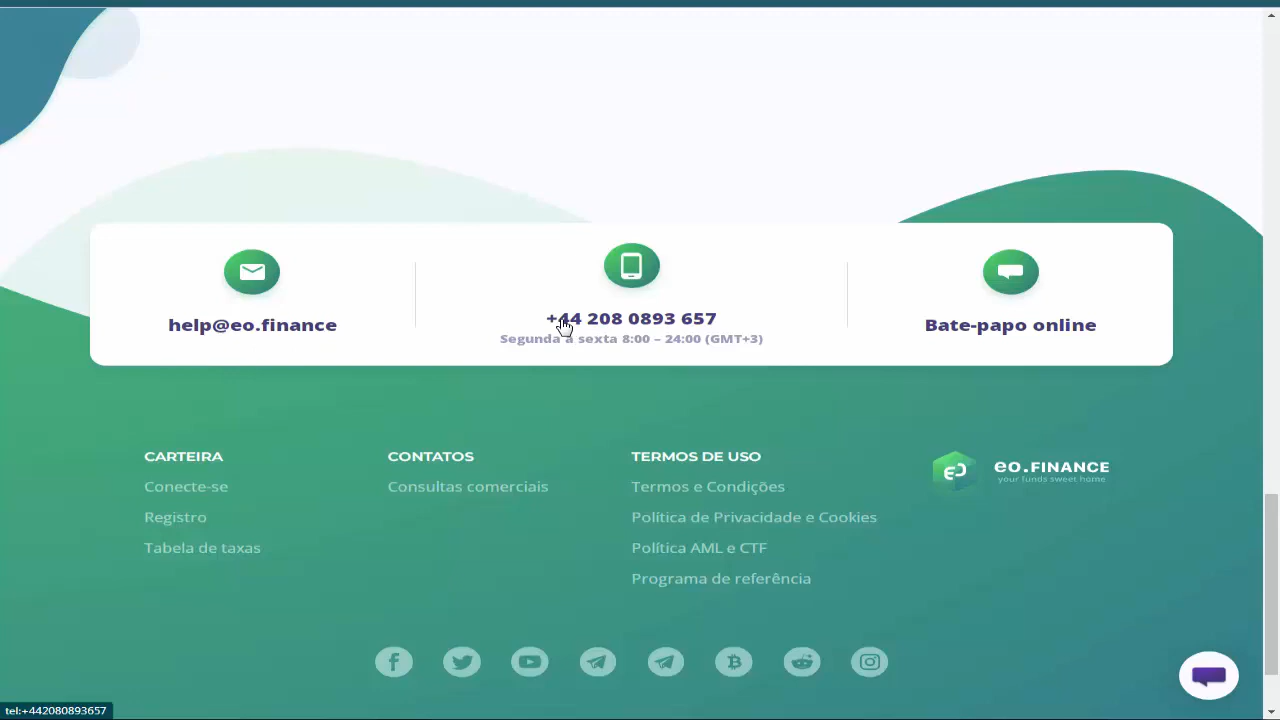 help@eo.finance
+44 208 0893 657
Segunda a sexta 8:00 – 24:00 (GMT+3)
Bate-papo online
CARTEIRA
Conecte-se
Registro
Tabela de taxas
CONTATOS
Consultas comerciais
TERMOS DE USO
Termos e Condições
Política de Privacidade e Cookies
Política AML e CTF
Programa de referência
eo.FINANCE
your funds sweet home
tel:+442080893657